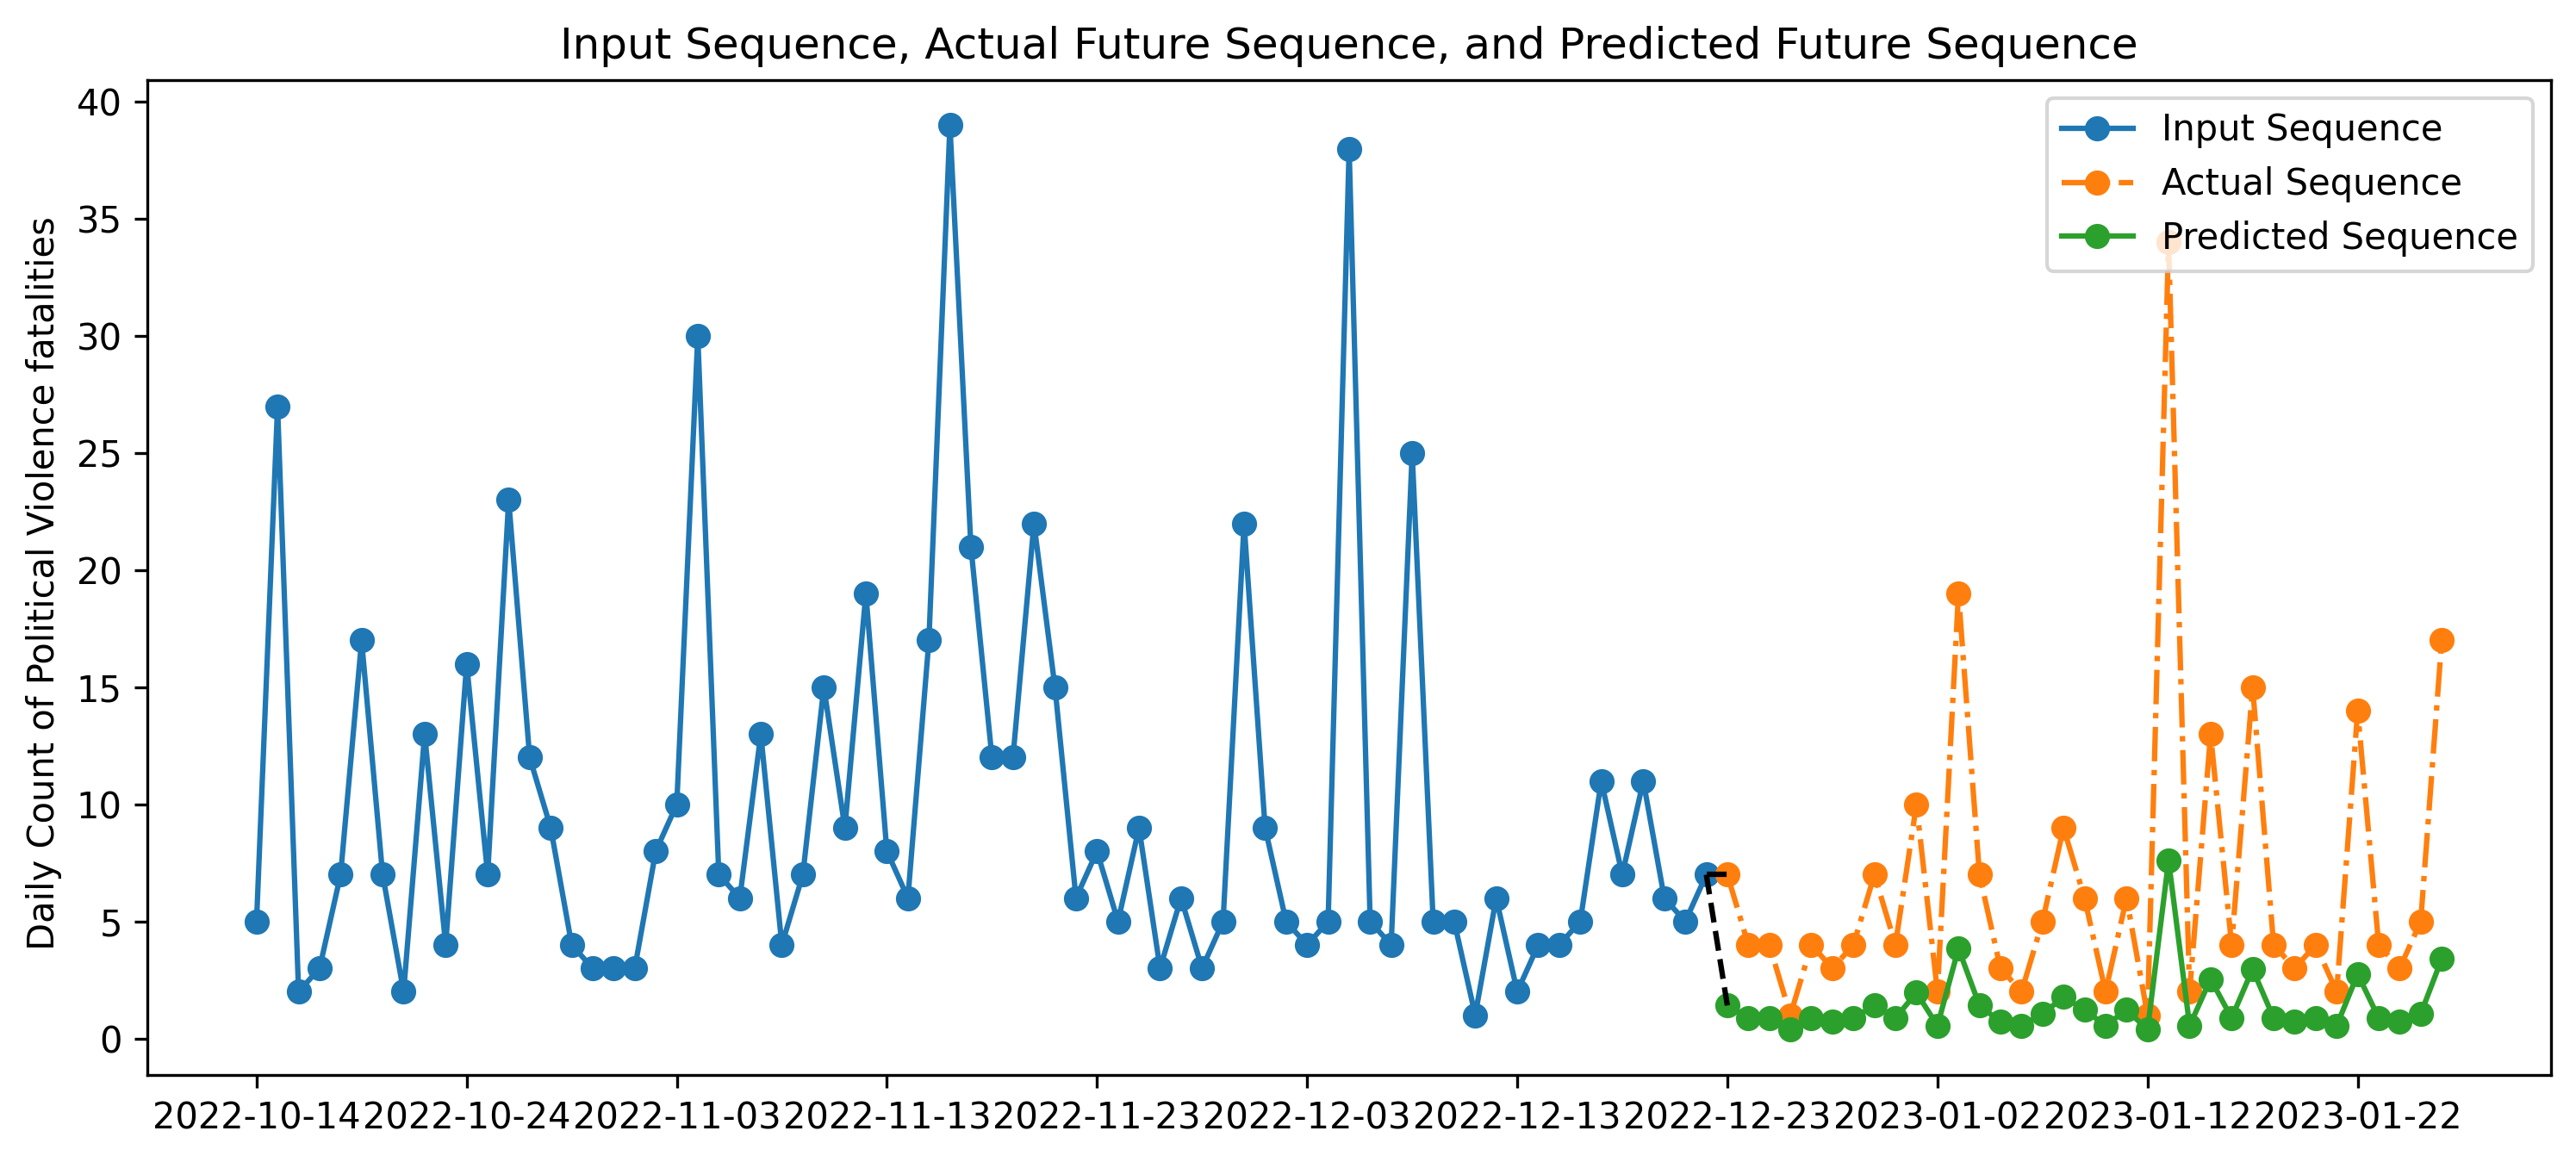 Input Sequence, Actual Future Sequence, and Predicted Future Sequence
Daily Count of Political Violence fatalities
40
35
30
25
20
15
10
5
0
Input Sequence
Actual Sequence
Predicted Sequence
2022-10-14 2022-10-24 2022-11-03 2022-11-13 2022-11-23 2022-12-03 2022-12-13 2022-12-23 2023-01-02 2023-01-12 2023-01-22